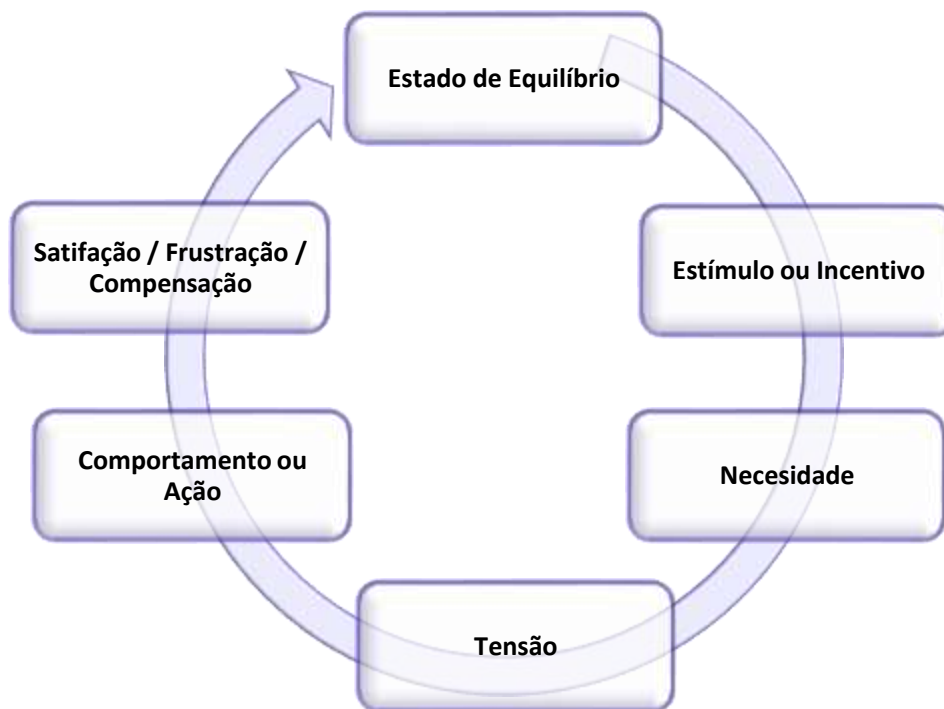 Estado de Equilíbrio
Estímulo ou Incentivo
Necesidade
Tensão
Comportamento ou
Ação
Satifação / Frustração /
Compensação